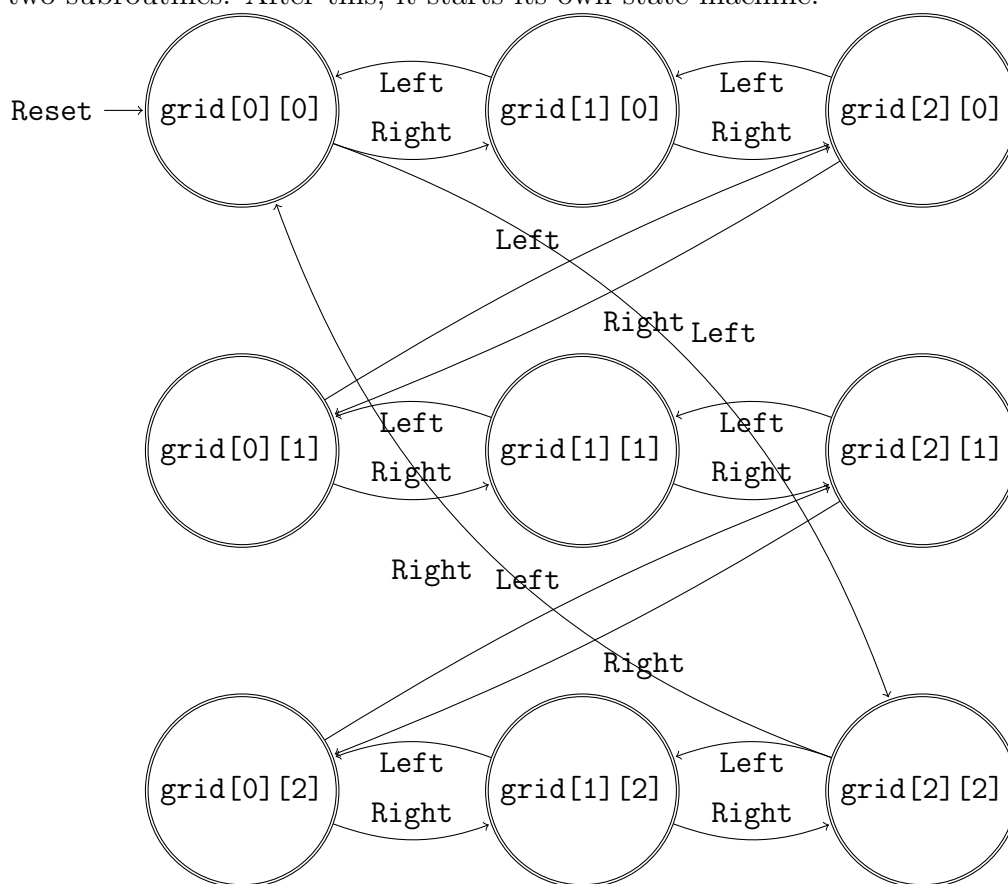 two subroutines. After this, it starts its own state machine.
Left Left
Reset grid[0][0] grid[1][0] grid[2][0]
Right Right
Left
Right Left
Left Left
grid[0][1] grid[1][1] grid[2][1]
Right Right
Right Left
Right
Left Left
grid[0][2] grid[1][2] grid[2][2]
Right Right